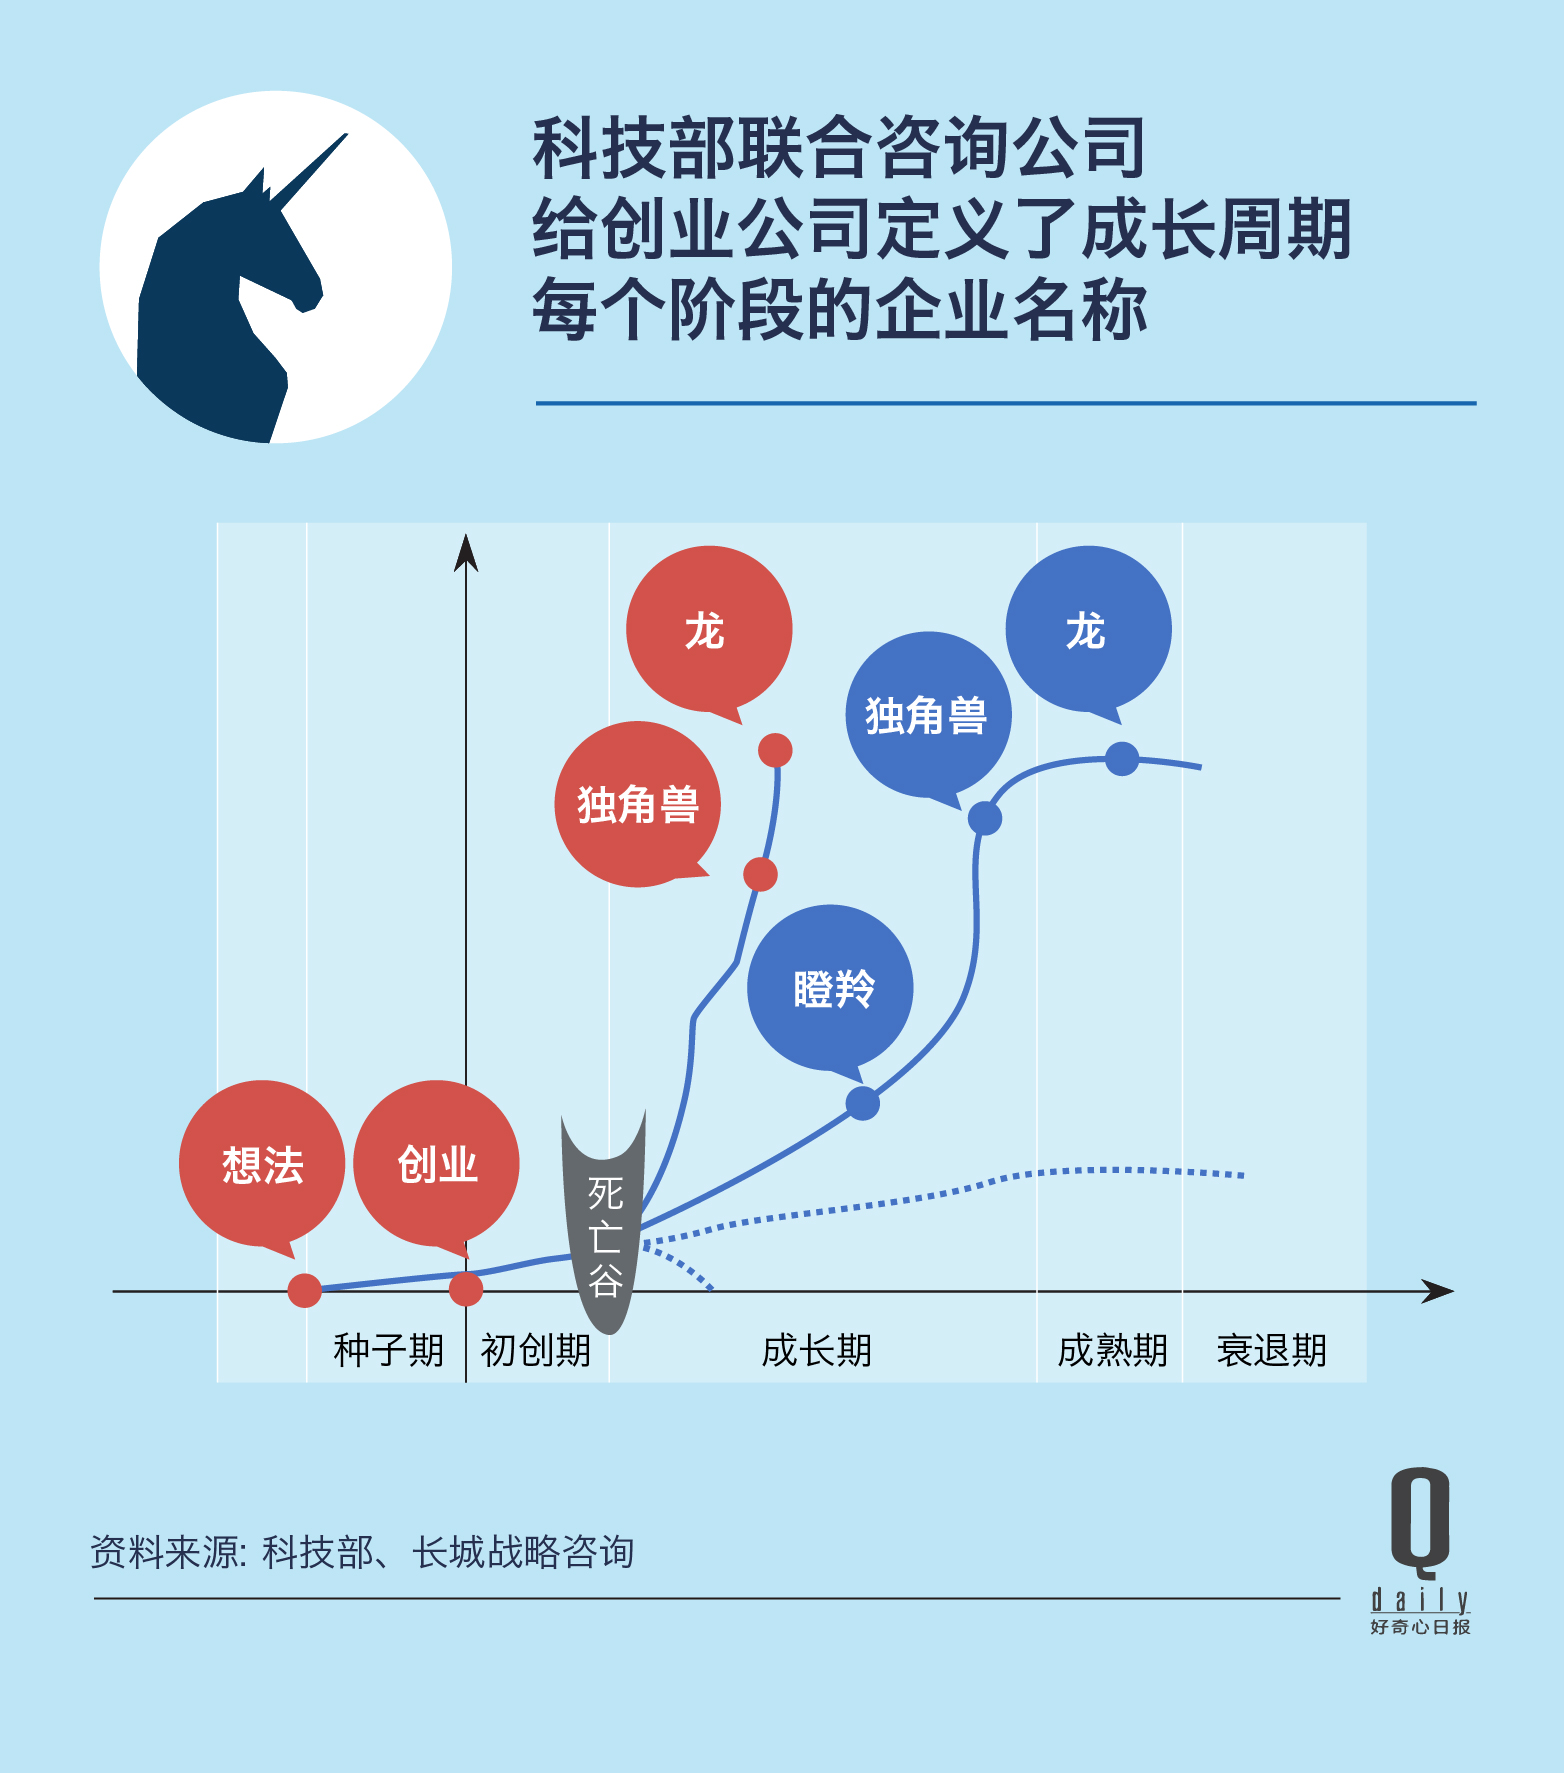 科技部联合咨询公司
给创业公司定义了成长周期
每个阶段的企业名称
龙
龙
独角兽
独角兽
瞪羚
想法
创业
死亡谷
种子期
初创期
成长期
成熟期
衰退期
资料来源: 科技部、长城战略咨询
Q
daily
好奇心日报